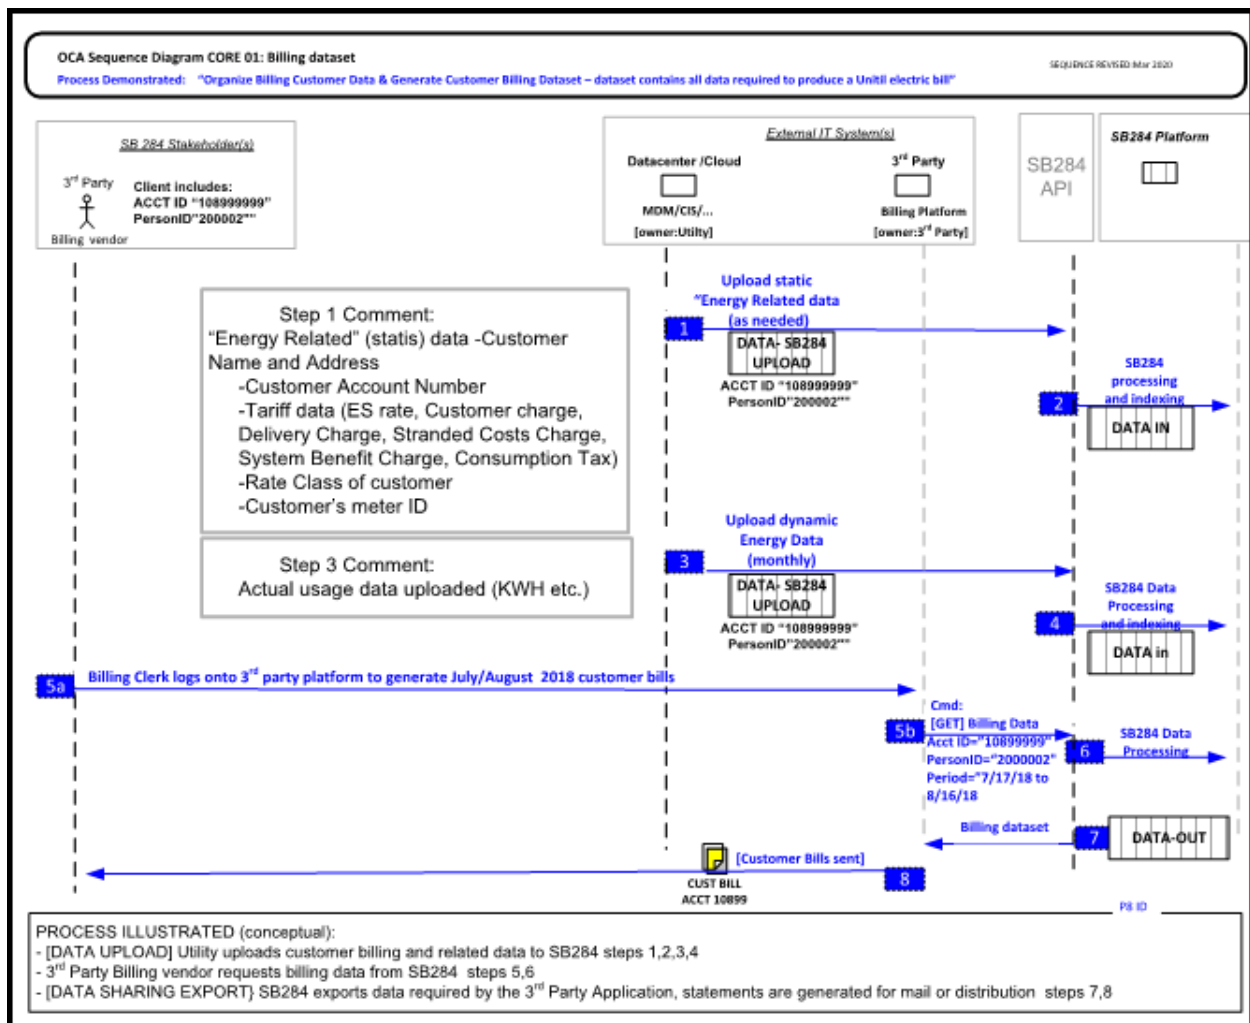 OCA Sequence Diagram CORE 01: Billing dataset
Process Demonstrated: "Organize Billing Customer Data & Generate Customer Billing Dataset – dataset contains all data required to produce a Unitil electric bill"
SEQUENCE REVISED Mar 2020
SB 284 Stakeholder(s)
3rd Party
Billing vendor
Client includes:
ACCT ID "108999999"
PersonID"200002""
External IT System(s)
Datacenter /Cloud
MDM/CIS/...
[owner:Utilty]
3rd Party
Billing Platform
[owner:3rd Party]
SB284
API
SB284 Platform
Step 1 Comment:
"Energy Related" (statis) data -Customer
Name and Address
-Customer Account Number
-Tariff data (ES rate, Customer charge,
Delivery Charge, Stranded Costs Charge,
System Benefit Charge, Consumption Tax)
-Rate Class of customer
-Customer's meter ID
Upload static
"Energy Related data
(as needed)
1
DATA- SB284
UPLOAD
ACCT ID "108999999"
PersonID"200002""
SB284
processing
and indexing
2
DATA IN
Step 3 Comment:
Actual usage data uploaded (KWH etc.)
Upload dynamic
Energy Data
(monthly)
3
DATA- SB284
UPLOAD
ACCT ID "108999999"
PersonID"200002""
SB284 Data
Processing
and indexing
4
DATA in
5a
Billing Clerk logs onto 3rd party platform to generate July/August 2018 customer bills
5b
Cmd:
[GET] Billing Data
Acct ID="10899999"
PersonID="2000002"
Period="7/17/18 to
8/16/18
6
SB284 Data
Processing
Billing dataset
7
DATA-OUT
[Customer Bills sent]
8
CUST BILL
ACCT 10899
P8 ID
PROCESS ILLUSTRATED (conceptual):
- [DATA UPLOAD] Utility uploads customer billing and related data to SB284 steps 1,2,3,4
- 3rd Party Billing vendor requests billing data from SB284 steps 5,6
- [DATA SHARING EXPORT} SB284 exports data required by the 3rd Party Application, statements are generated for mail or distribution steps 7,8